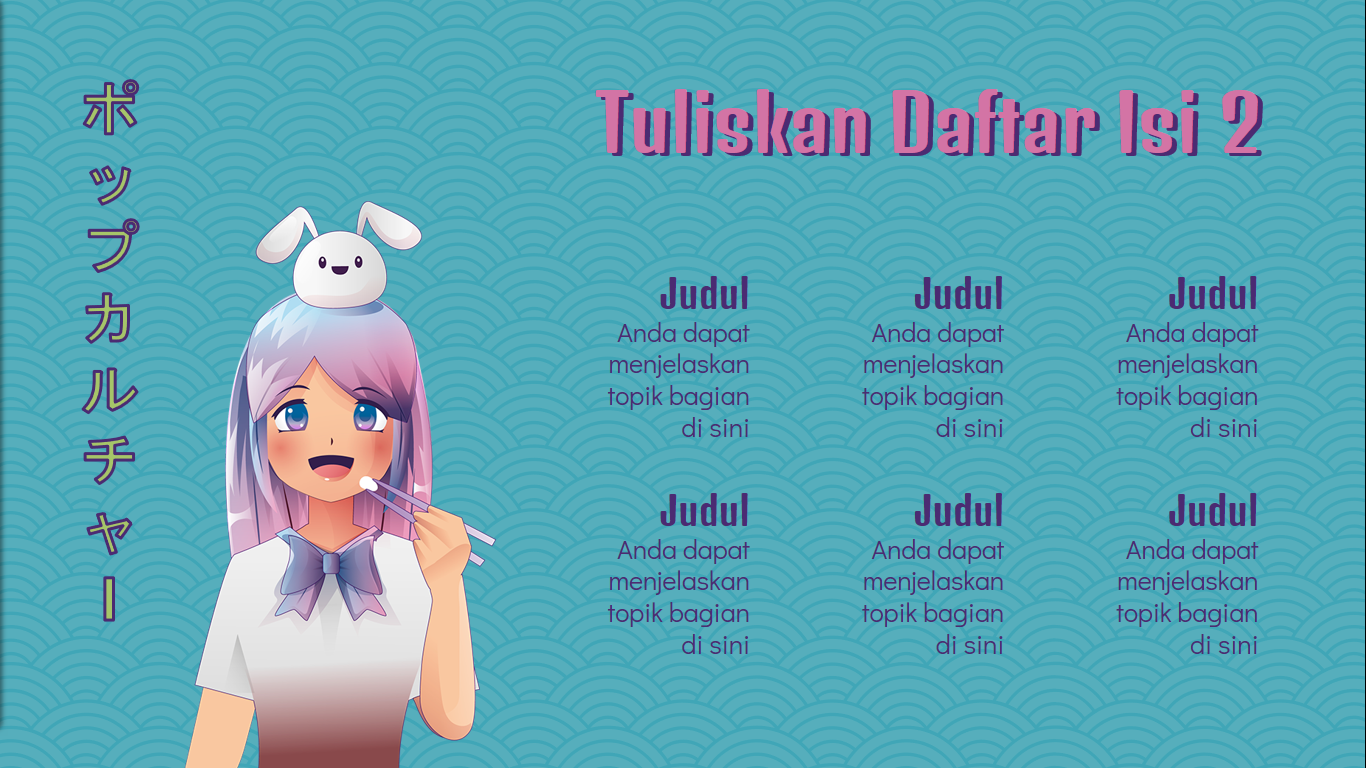 ポップカルチャー
Tuliskan Daftar Isi 2
Judul
Anda dapat
menjelaskan
topik bagian
di sini
Judul
Anda dapat
menjelaskan
topik bagian
di sini
Judul
Anda dapat
menjelaskan
topik bagian
di sini
Judul
Anda dapat
menjelaskan
topik bagian
di sini
Judul
Anda dapat
menjelaskan
topik bagian
di sini
Judul
Anda dapat
menjelaskan
topik bagian
di sini